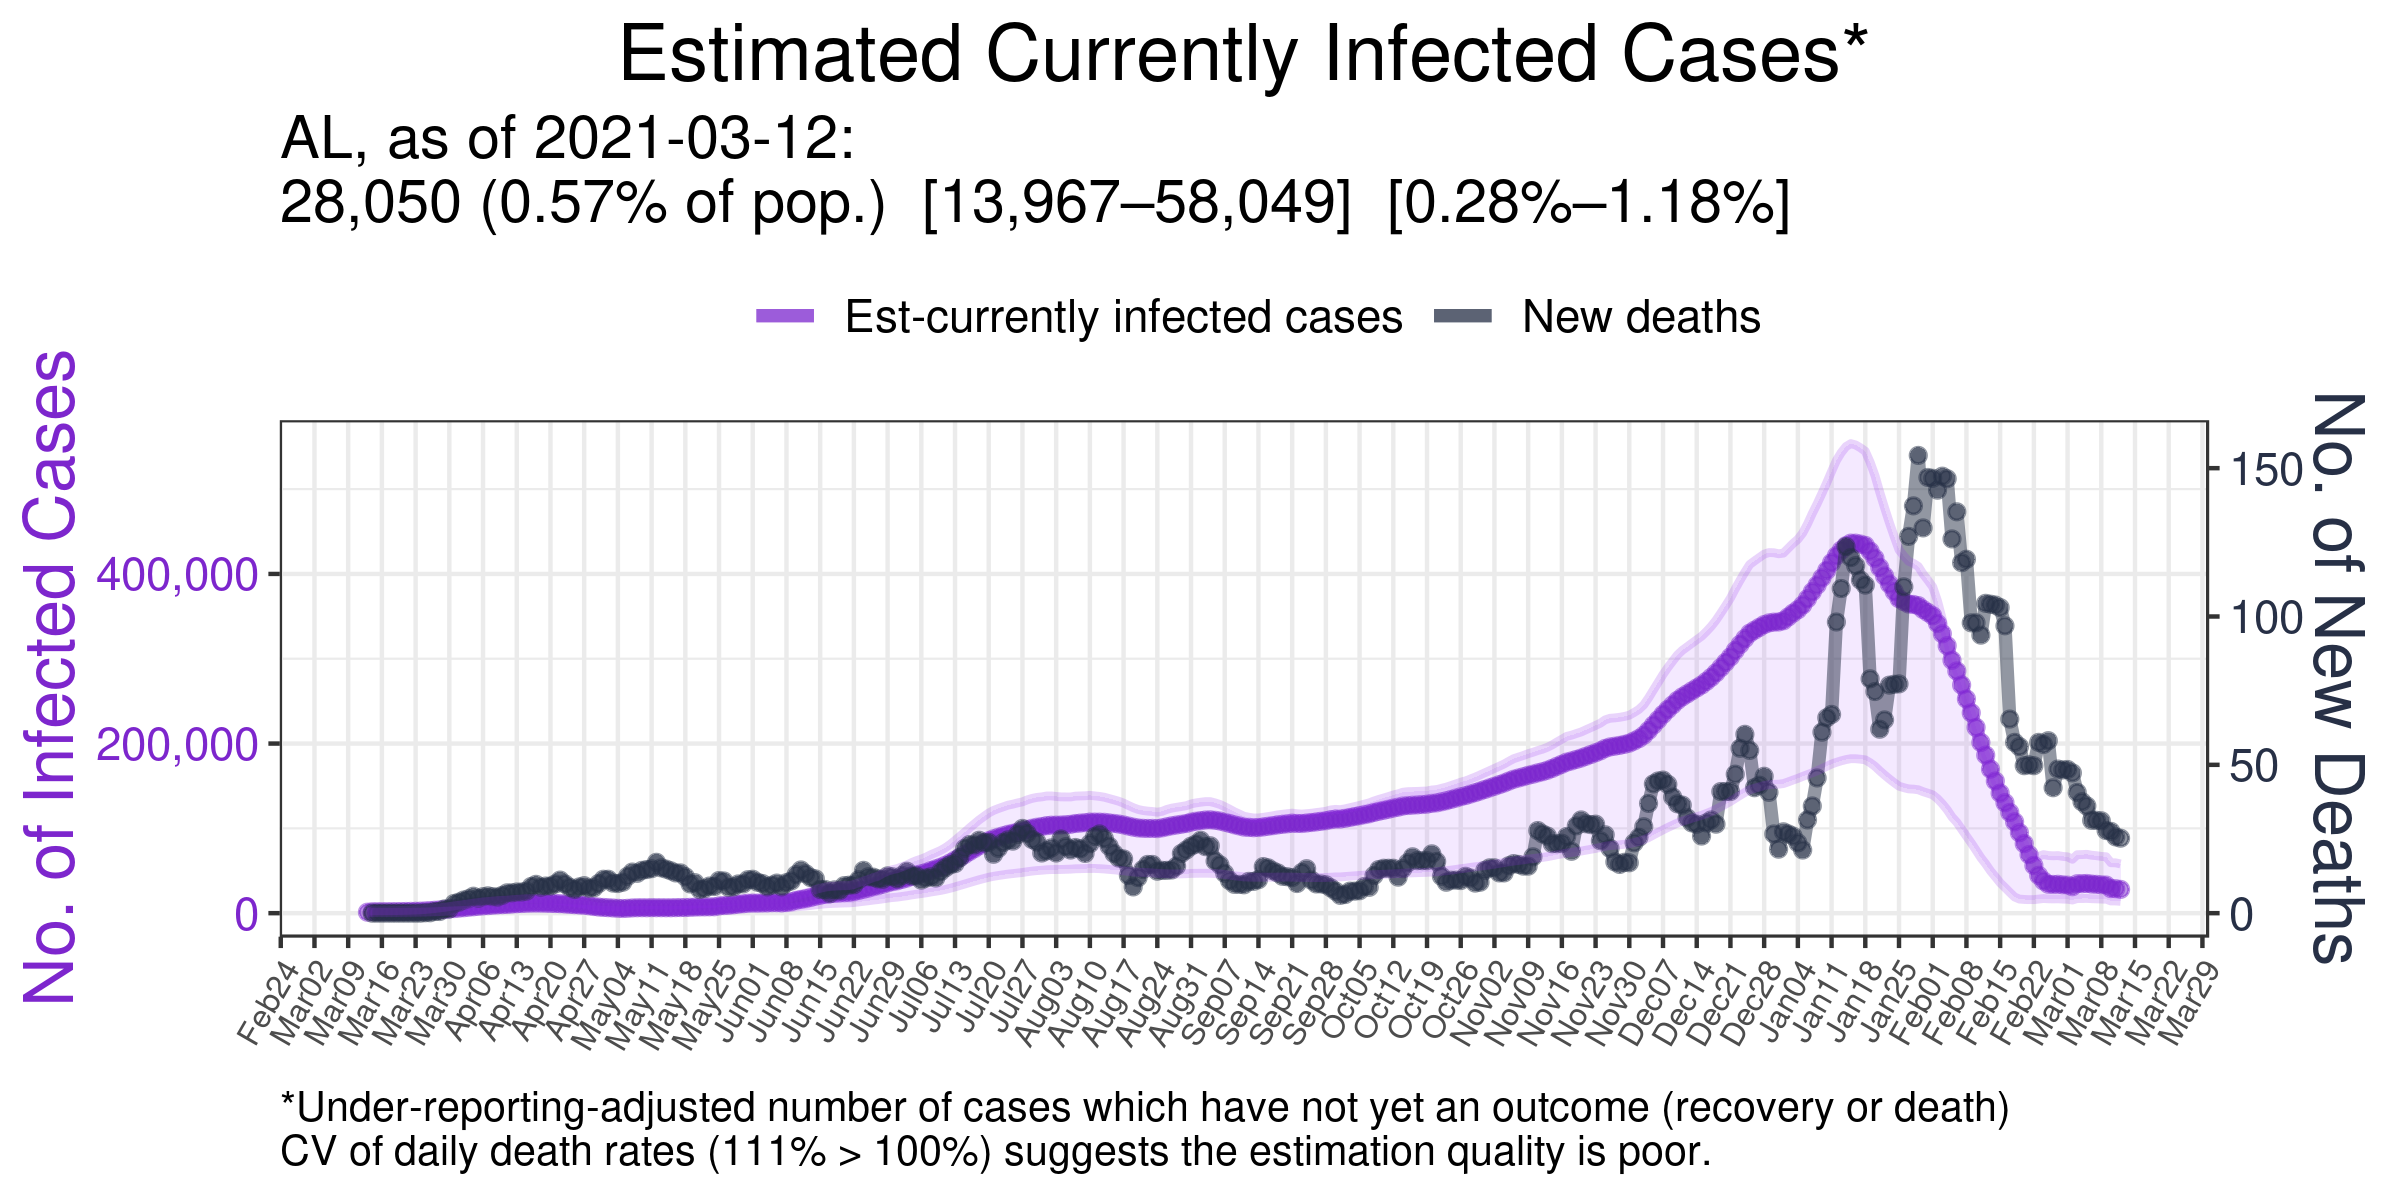 Estimated Currently Infected Cases*
AL, as of 2021-03-12:
28,050 (0.57% of pop.) [13,967–58,049] [0.28%–1.18%]
Est-currently infected cases
New deaths
No. of Infected Cases
400,000
200,000
0
150
100
50
0
No. of New Deaths
Feb24
Mar02
Mar09
Mar16
Mar23
Mar30
Apr06
Apr13
Apr20
Apr27
May04
May11
May18
May25
Jun01
Jun08
Jun15
Jun22
Jun29
Jul06
Jul13
Jul20
Jul27
Aug03
Aug10
Aug17
Aug24
Aug31
Sep07
Sep14
Sep21
Sep28
Oct05
Oct12
Oct19
Oct26
Nov02
Nov09
Nov16
Nov23
Nov30
Dec07
Dec14
Dec21
Dec28
Jan04
Jan11
Jan18
Jan25
Feb01
Feb08
Feb15
Feb22
Mar01
Mar08
Mar15
Mar22
Mar29
*Under-reporting-adjusted number of cases which have not yet an outcome (recovery or death)
CV of daily death rates (111% > 100%) suggests the estimation quality is poor.